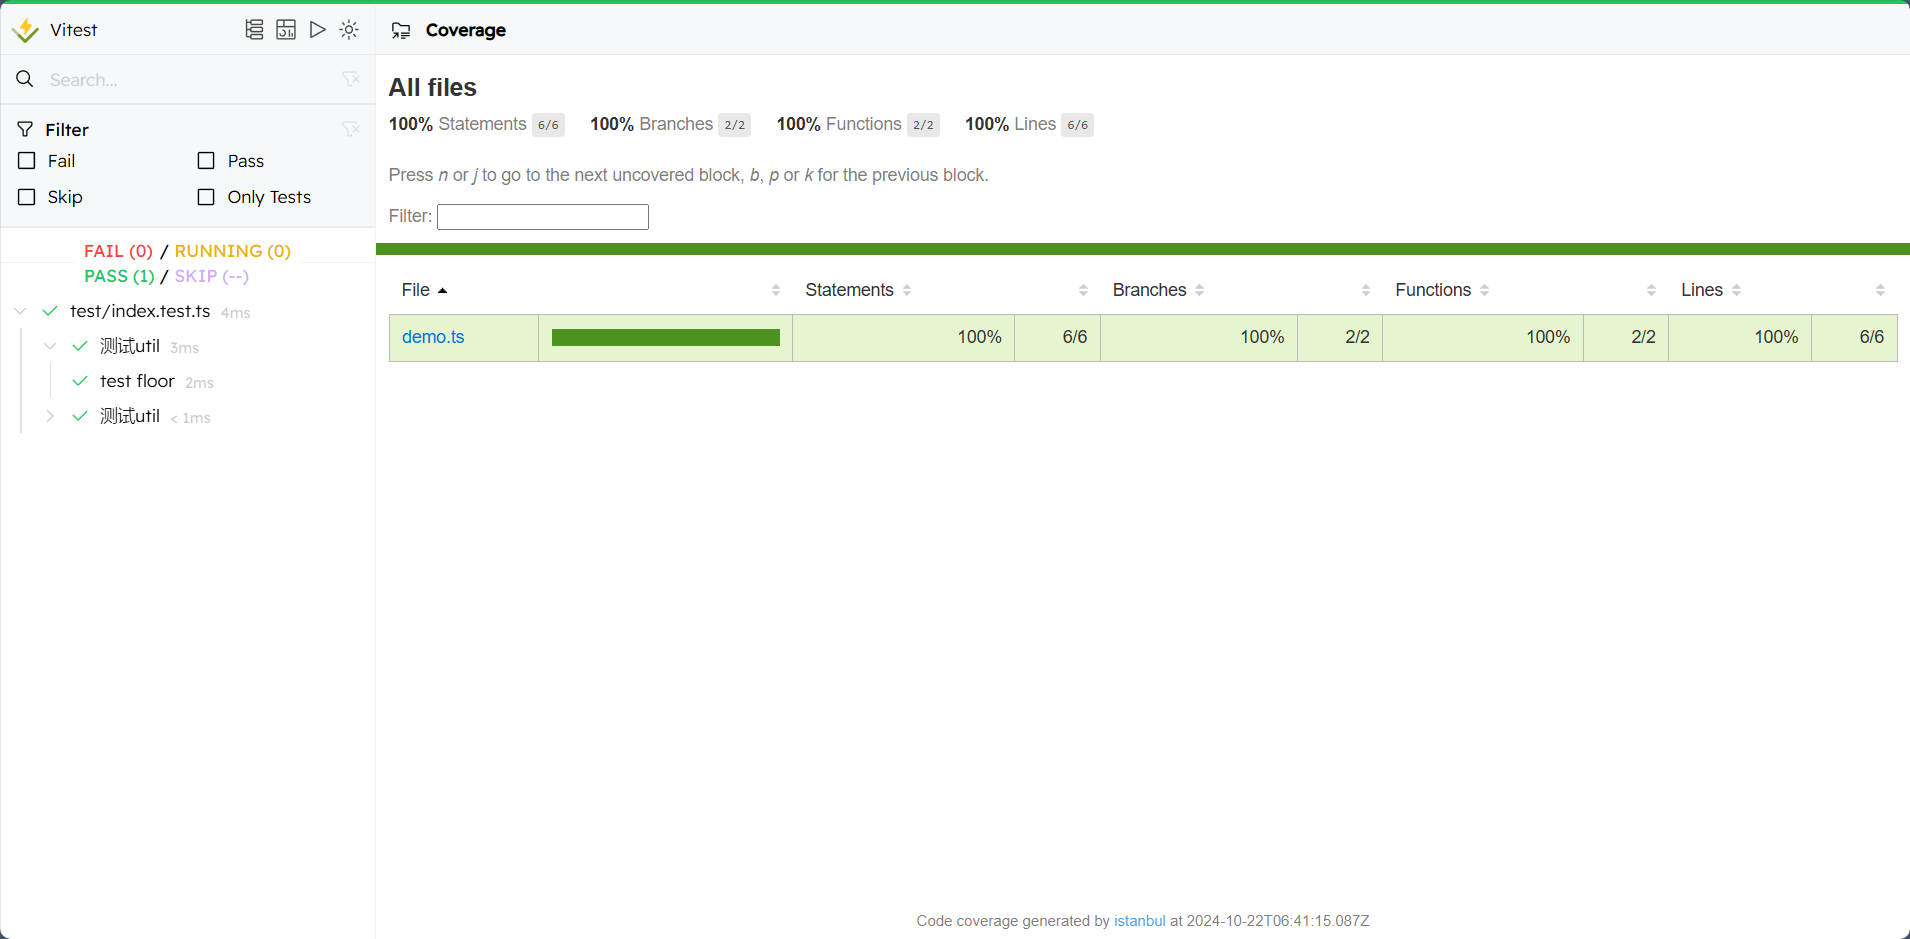 Vitest
Search...
Filter
Fail
Pass
Skip
Only Tests
FAIL (0) / RUNNING (0)
PASS (1) / SKIP (--)
test/index.test.ts 4ms
测试util 3ms
test floor 2ms
测试util < 1ms
Coverage
All files
100% Statements 6/6 100% Branches 2/2 100% Functions 2/2 100% Lines 6/6
Press n or j to go to the next uncovered block, b, p or k for the previous block.
Filter:
File Statements Branches Functions Lines
demo.ts 100% 6/6 100% 2/2 100% 2/2 100% 6/6
Code coverage generated by istanbul at 2024-10-22T06:41:15.087Z